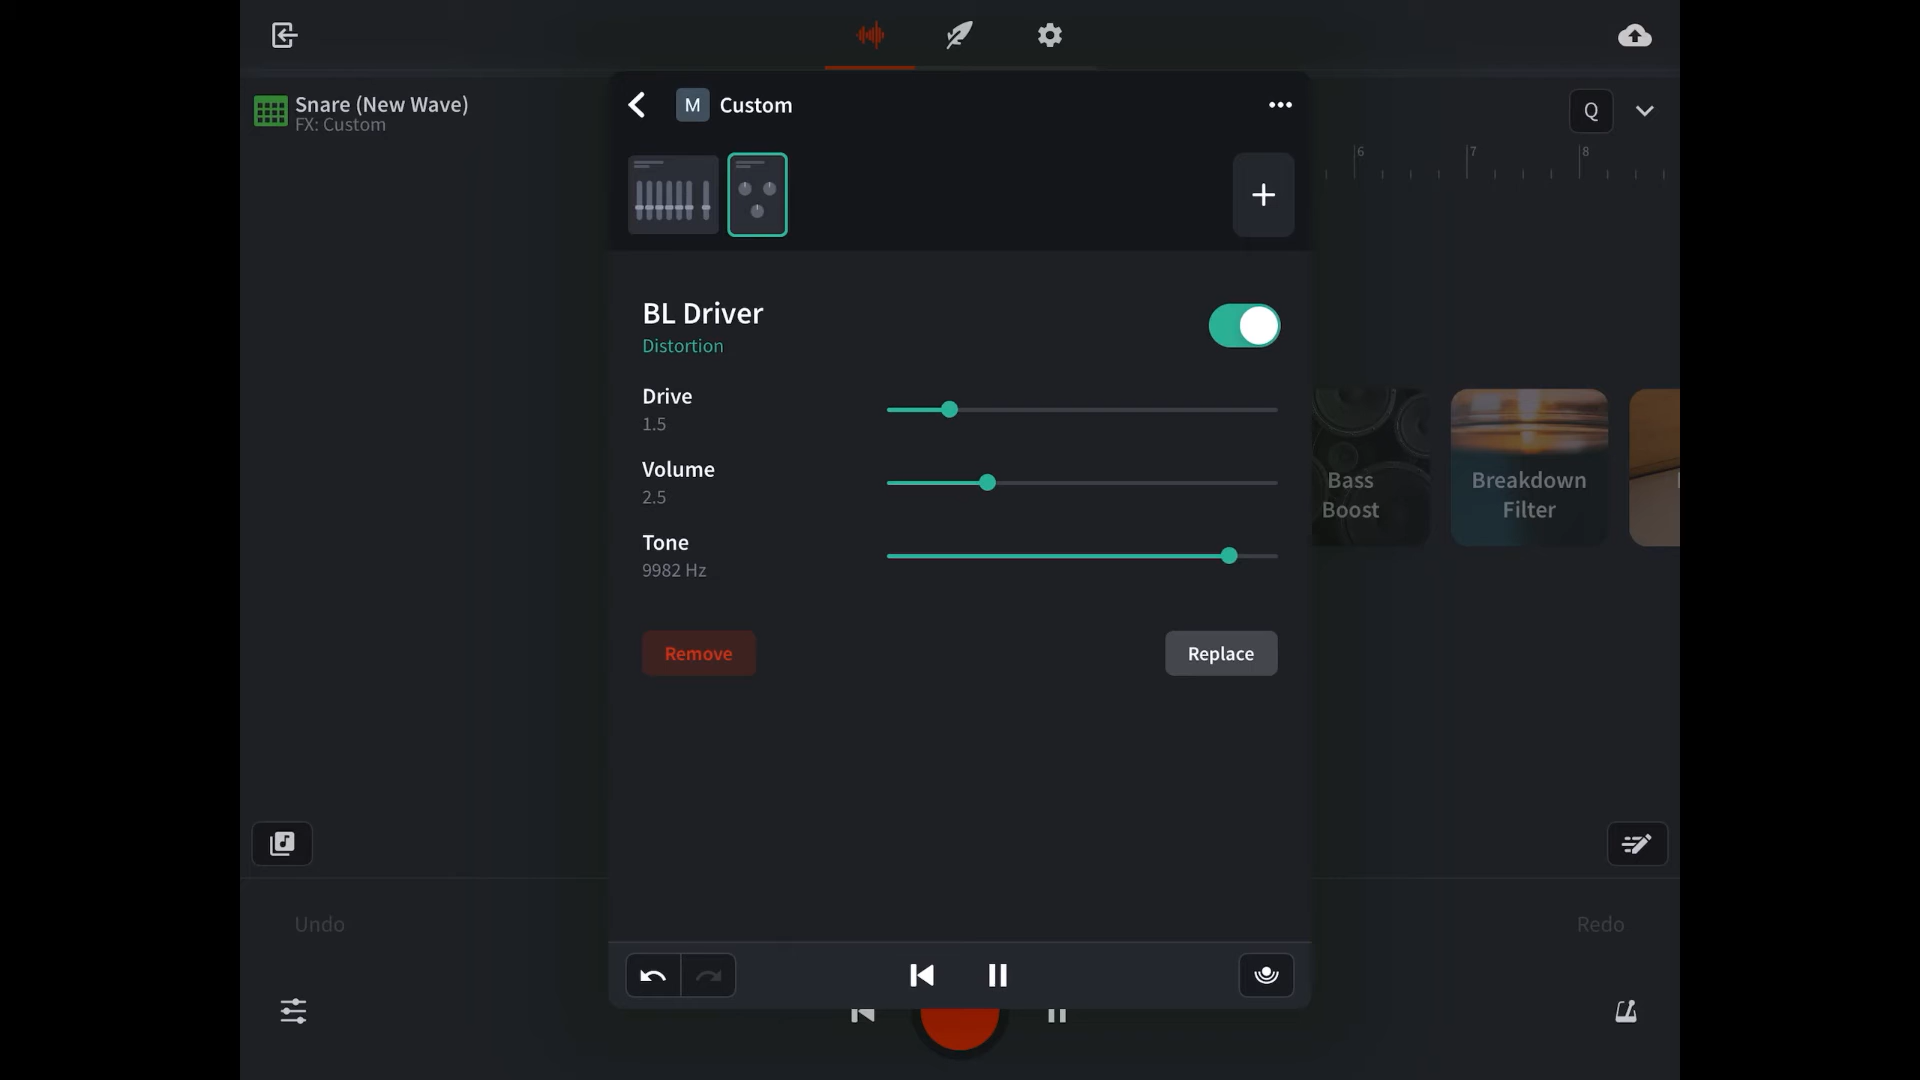 Snare (New Wave)
FX: Custom
M Custom
Q
6 7 8
BL Driver
Distortion
Drive
1.5
Volume
2.5
Tone
9982 Hz
Remove
Replace
Bass
Boost
Breakdown
Filter
Undo
Redo